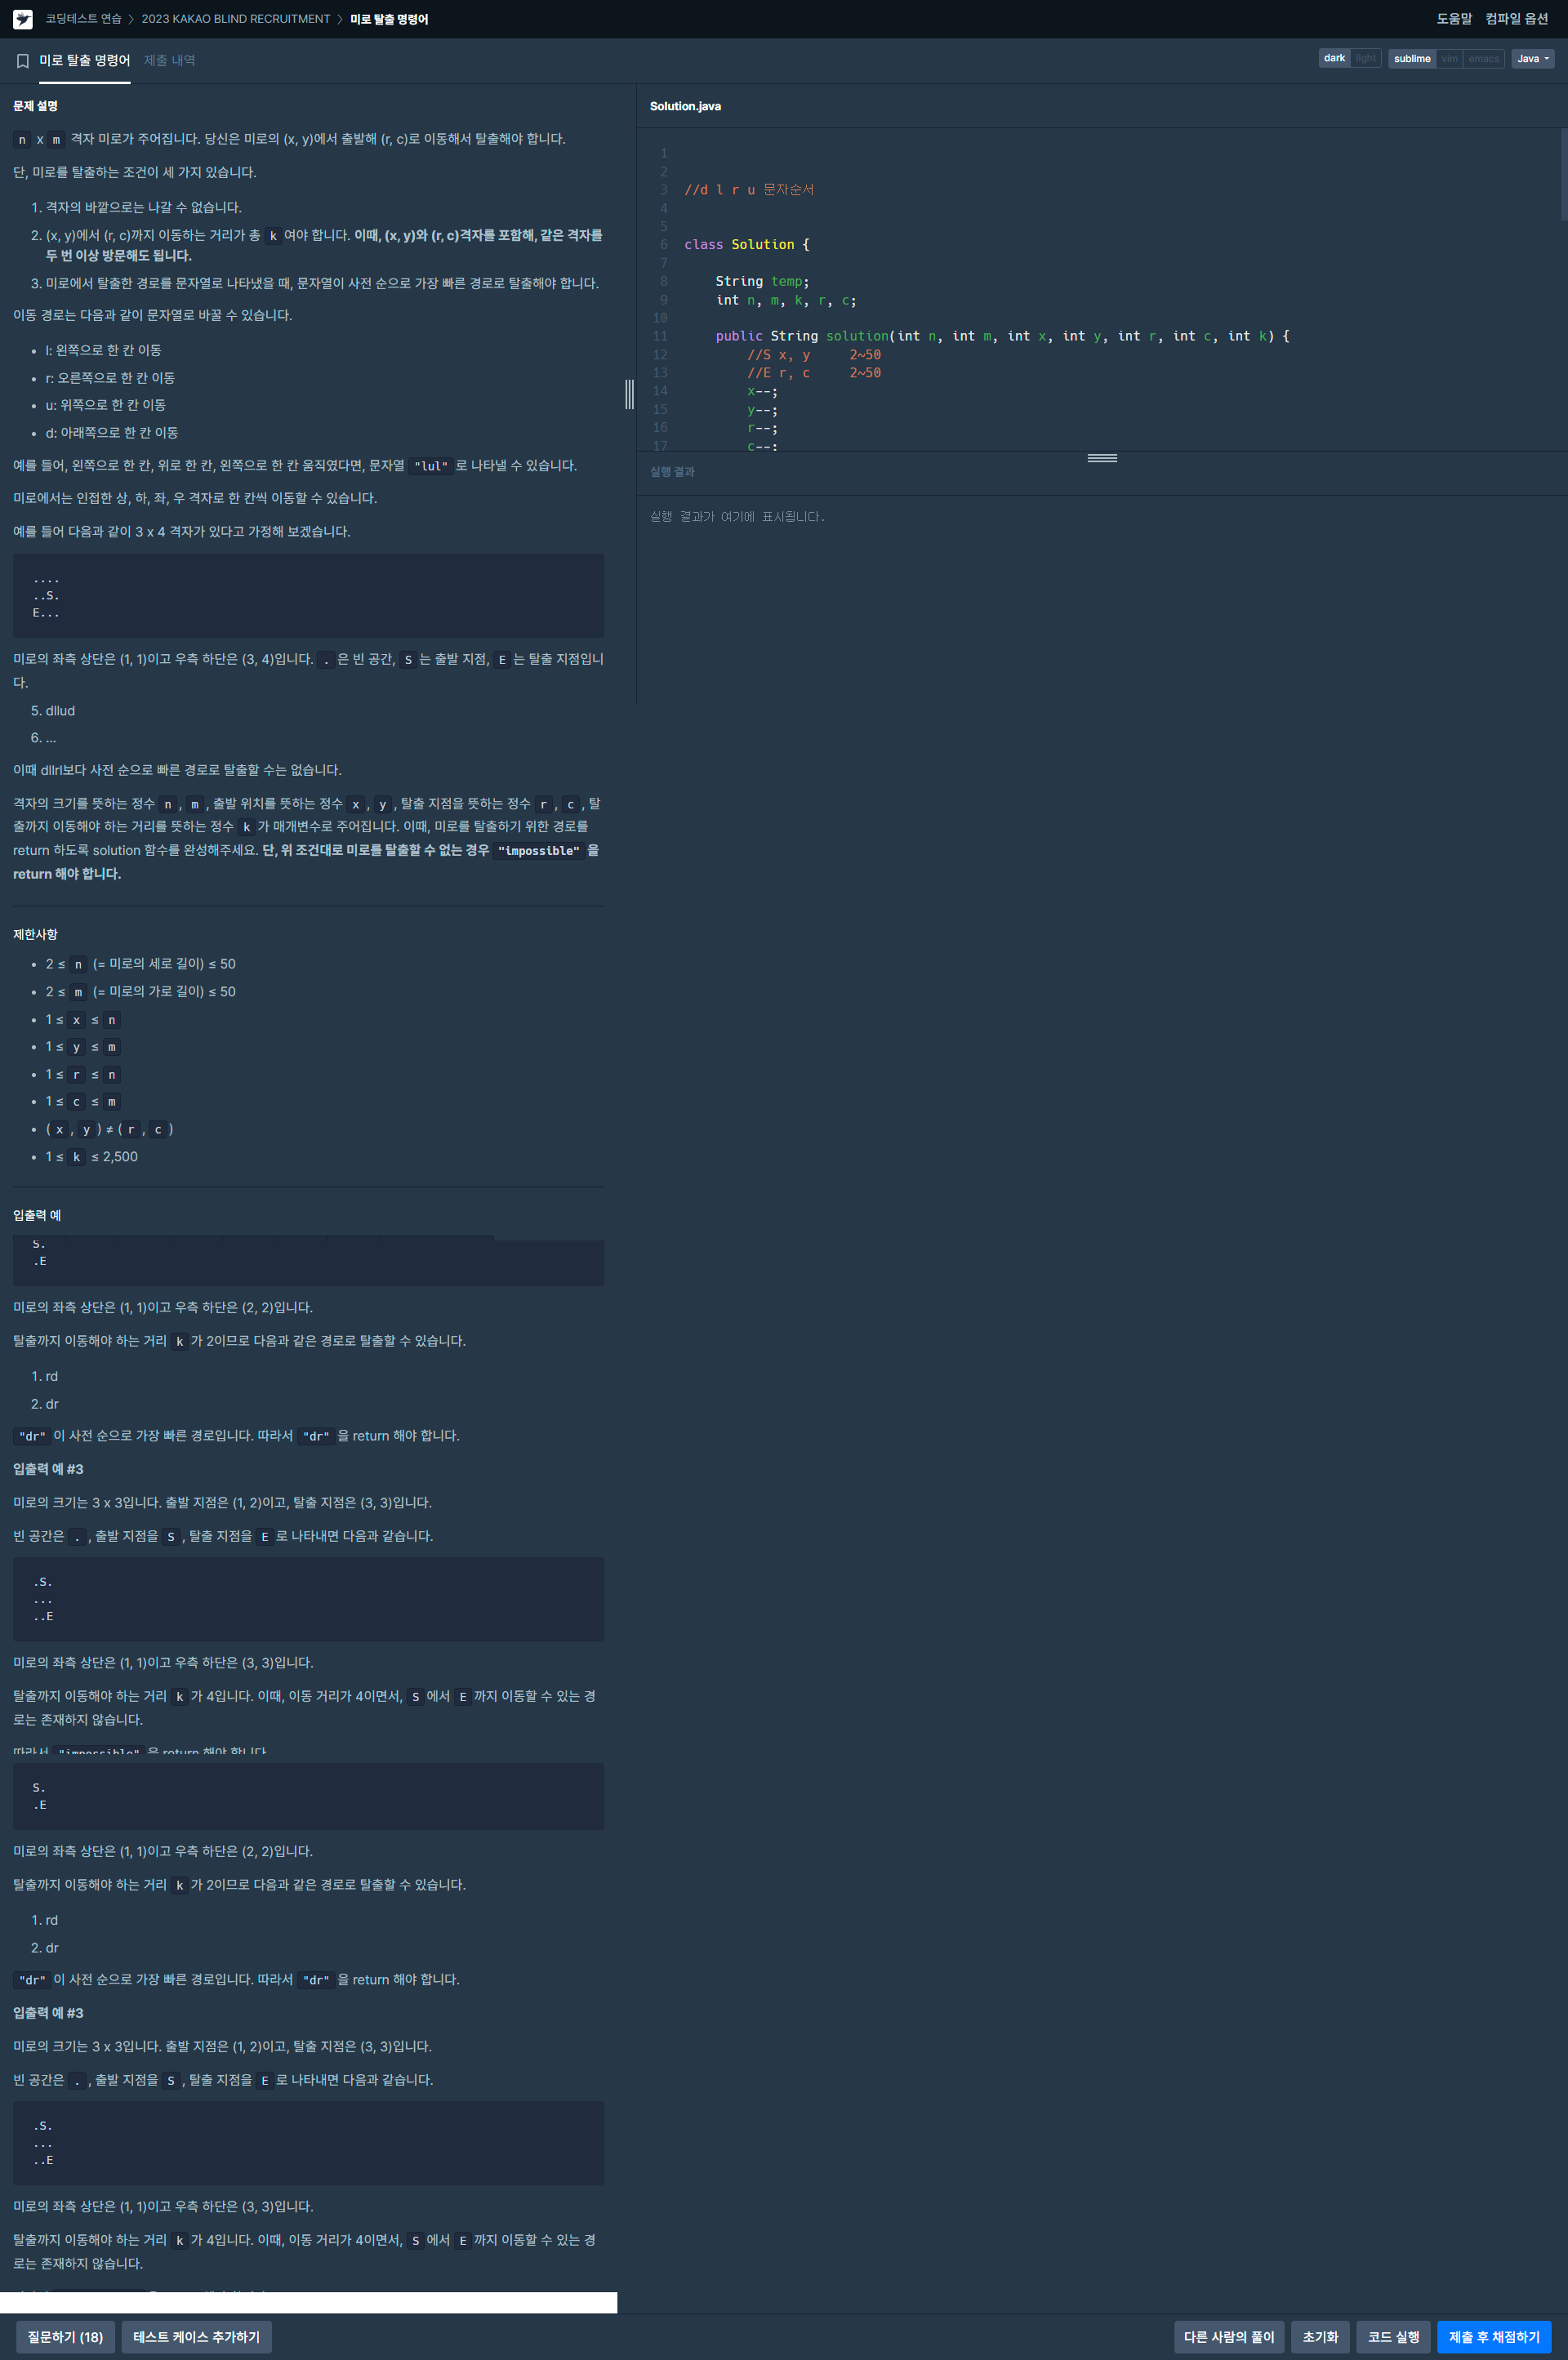 코딩테스트 연습 > 2023 KAKAO BLIND RECRUITMENT > 미로 탈출 명령어
도움말 컴파일 옵션
미로 탈출 명령어 제출 내역
dark light sublime vim emacs Java
문제 설명
n x m 격자 미로가 주어집니다. 당신은 미로의 (x, y)에서 출발해 (r, c)로 이동해서 탈출해야 합니다.
단, 미로를 탈출하는 조건이 세 가지 있습니다.
1. 격자의 바깥으로는 나갈 수 없습니다.
2. (x, y)에서 (r, c)까지 이동하는 거리가 총 k여야 합니다. 이때, (x, y)와 (r, c)격자를 포함해, 같은 격자를
두 번 이상 방문해도 됩니다.
3. 미로에서 탈출한 경로를 문자열로 나타냈을 때, 문자열이 사전 순으로 가장 빠른 경로로 탈출해야 합니다.
이동 경로는 다음과 같이 문자열로 바꿀 수 있습니다.
• l: 왼쪽으로 한 칸 이동
• r: 오른쪽으로 한 칸 이동
• u: 위쪽으로 한 칸 이동
• d: 아래쪽으로 한 칸 이동
예를 들어, 왼쪽으로 한 칸, 위로 한 칸, 왼쪽으로 한 칸 움직였다면, 문자열 "lul"로 나타낼 수 있습니다.
미로에서는 인접한 상, 하, 좌, 우 격자로 한 칸씩 이동할 수 있습니다.
예를 들어 다음과 같이 3 x 4 격자가 있다고 가정해 보겠습니다.
....
..S.
E...
미로의 좌측 상단은 (1, 1)이고 우측 하단은 (3, 4)입니다. .은 빈 공간, S는 출발 지점, E는 탈출 지점입니
다.
5. dllud
6. ...
이때 dllrl보다 사전 순으로 빠른 경로로 탈출할 수는 없습니다.
격자의 크기를 뜻하는 정수 n, m, 출발 위치를 뜻하는 정수 x, y, 탈출 지점을 뜻하는 정수 r, c, 탈
출까지 이동해야 하는 거리를 뜻하는 정수 k가 매개변수로 주어집니다. 이때, 미로를 탈출하기 위한 경로를
return 하도록 solution 함수를 완성해주세요. 단, 위 조건대로 미로를 탈출할 수 없는 경우 "impossible"을
return 해야 합니다.
제한사항
• 2 ≤ n (= 미로의 세로 길이) ≤ 50
• 2 ≤ m (= 미로의 가로 길이) ≤ 50
• 1 ≤ x ≤ n
• 1 ≤ y ≤ m
• 1 ≤ r ≤ n
• 1 ≤ c ≤ m
• (x, y) ≠ (r, c)
• 1 ≤ k ≤ 2,500
입출력 예
S.
.E
미로의 좌측 상단은 (1, 1)이고 우측 하단은 (2, 2)입니다.
탈출까지 이동해야 하는 거리 k가 2이므로 다음과 같은 경로로 탈출할 수 있습니다.
1. rd
2. dr
"dr"이 사전 순으로 가장 빠른 경로입니다. 따라서 "dr"을 return 해야 합니다.
입출력 예 #3
미로의 크기는 3 x 3입니다. 출발 지점은 (1, 2)이고, 탈출 지점은 (3, 3)입니다.
빈 공간은 ., 출발 지점을 S, 탈출 지점을 E로 나타내면 다음과 같습니다.
.S.
...
..E
미로의 좌측 상단은 (1, 1)이고 우측 하단은 (3, 3)입니다.
탈출까지 이동해야 하는 거리 k가 4입니다. 이때, 이동 거리가 4이면서, S에서 E까지 이동할 수 있는 경
로는 존재하지 않습니다.
따라서 "impossible"을 return 해야 합니다.
S.
.E
미로의 좌측 상단은 (1, 1)이고 우측 하단은 (2, 2)입니다.
탈출까지 이동해야 하는 거리 k가 2이므로 다음과 같은 경로로 탈출할 수 있습니다.
1. rd
2. dr
"dr"이 사전 순으로 가장 빠른 경로입니다. 따라서 "dr"을 return 해야 합니다.
입출력 예 #3
미로의 크기는 3 x 3입니다. 출발 지점은 (1, 2)이고, 탈출 지점은 (3, 3)입니다.
빈 공간은 ., 출발 지점을 S, 탈출 지점을 E로 나타내면 다음과 같습니다.
.S.
...
..E
미로의 좌측 상단은 (1, 1)이고 우측 하단은 (3, 3)입니다.
탈출까지 이동해야 하는 거리 k가 4입니다. 이때, 이동 거리가 4이면서, S에서 E까지 이동할 수 있는 경
로는 존재하지 않습니다.
Solution.java
1
2
3 //d l r u 문자순서
4
5
6 class Solution {
7
8 String temp;
9 int n, m, k, r, c;
10
11 public String solution(int n, int m, int x, int y, int r, int c, int k) {
12 //S x, y 2~50
13 //E r, c 2~50
14 x--;
15 y--;
16 r--;
17 c--;
실행 결과
실행 결과가 여기에 표시됩니다.
질문하기 (18) 테스트 케이스 추가하기
다른 사람의 풀이 초기화 코드 실행 제출 후 채점하기